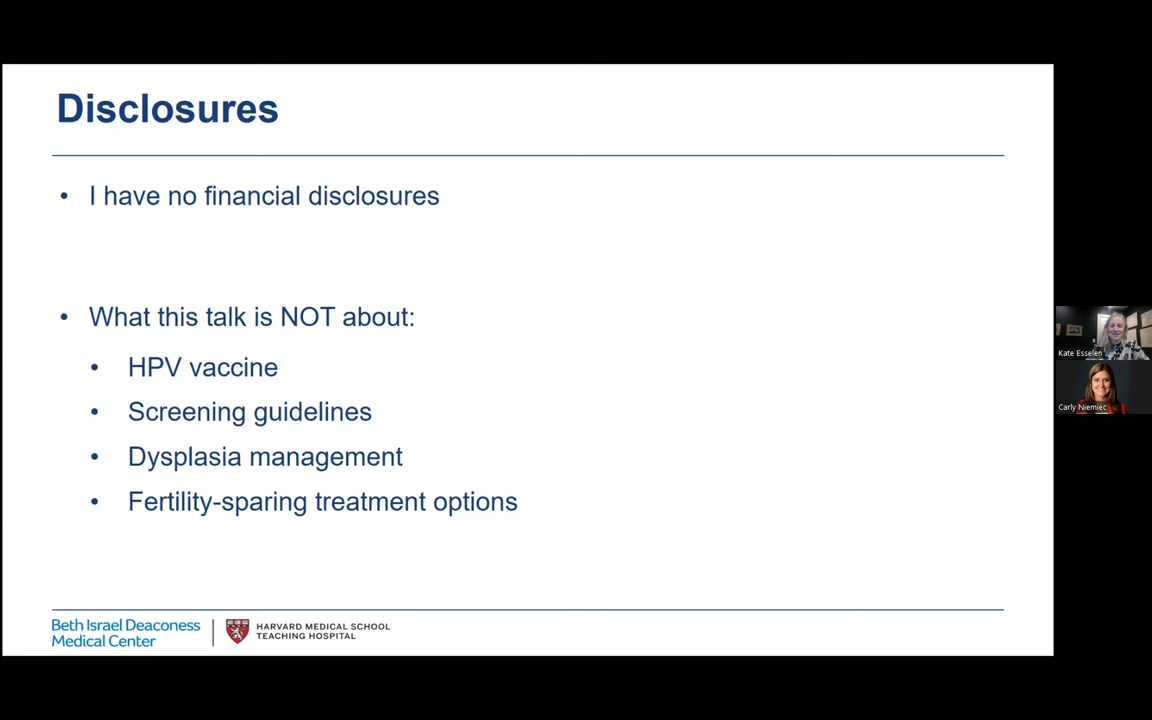 Disclosures
• I have no financial disclosures
• What this talk is NOT about:
• HPV vaccine
• Screening guidelines
• Dysplasia management
• Fertility-sparing treatment options
Beth Israel Deaconess
Medical Center
HARVARD MEDICAL SCHOOL
TEACHING HOSPITAL
Kate Esselen
Carly Niemiec